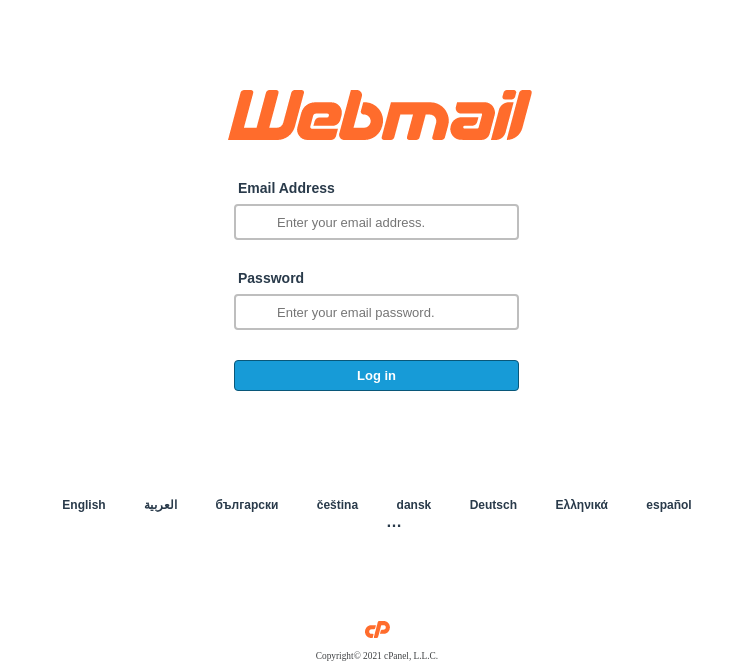 Webmail
Email Address
Enter your email address.
Password
Enter your email password.
Log in
English العربية български čeština dansk Deutsch Ελληνικά español
...
cP
Copyright© 2021 cPanel, L.L.C.